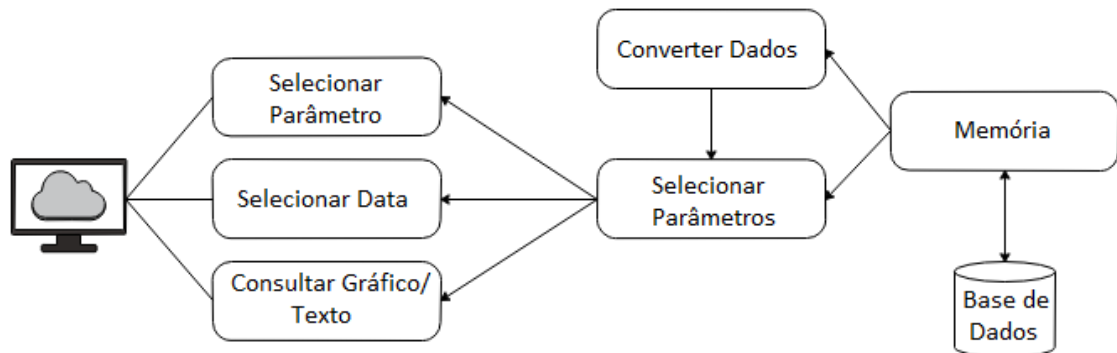 Selecionar
Parâmetro
Selecionar Data
Consultar Gráfico/
Texto
Converter Dados
Selecionar
Parâmetros
Memória
Base de
Dados